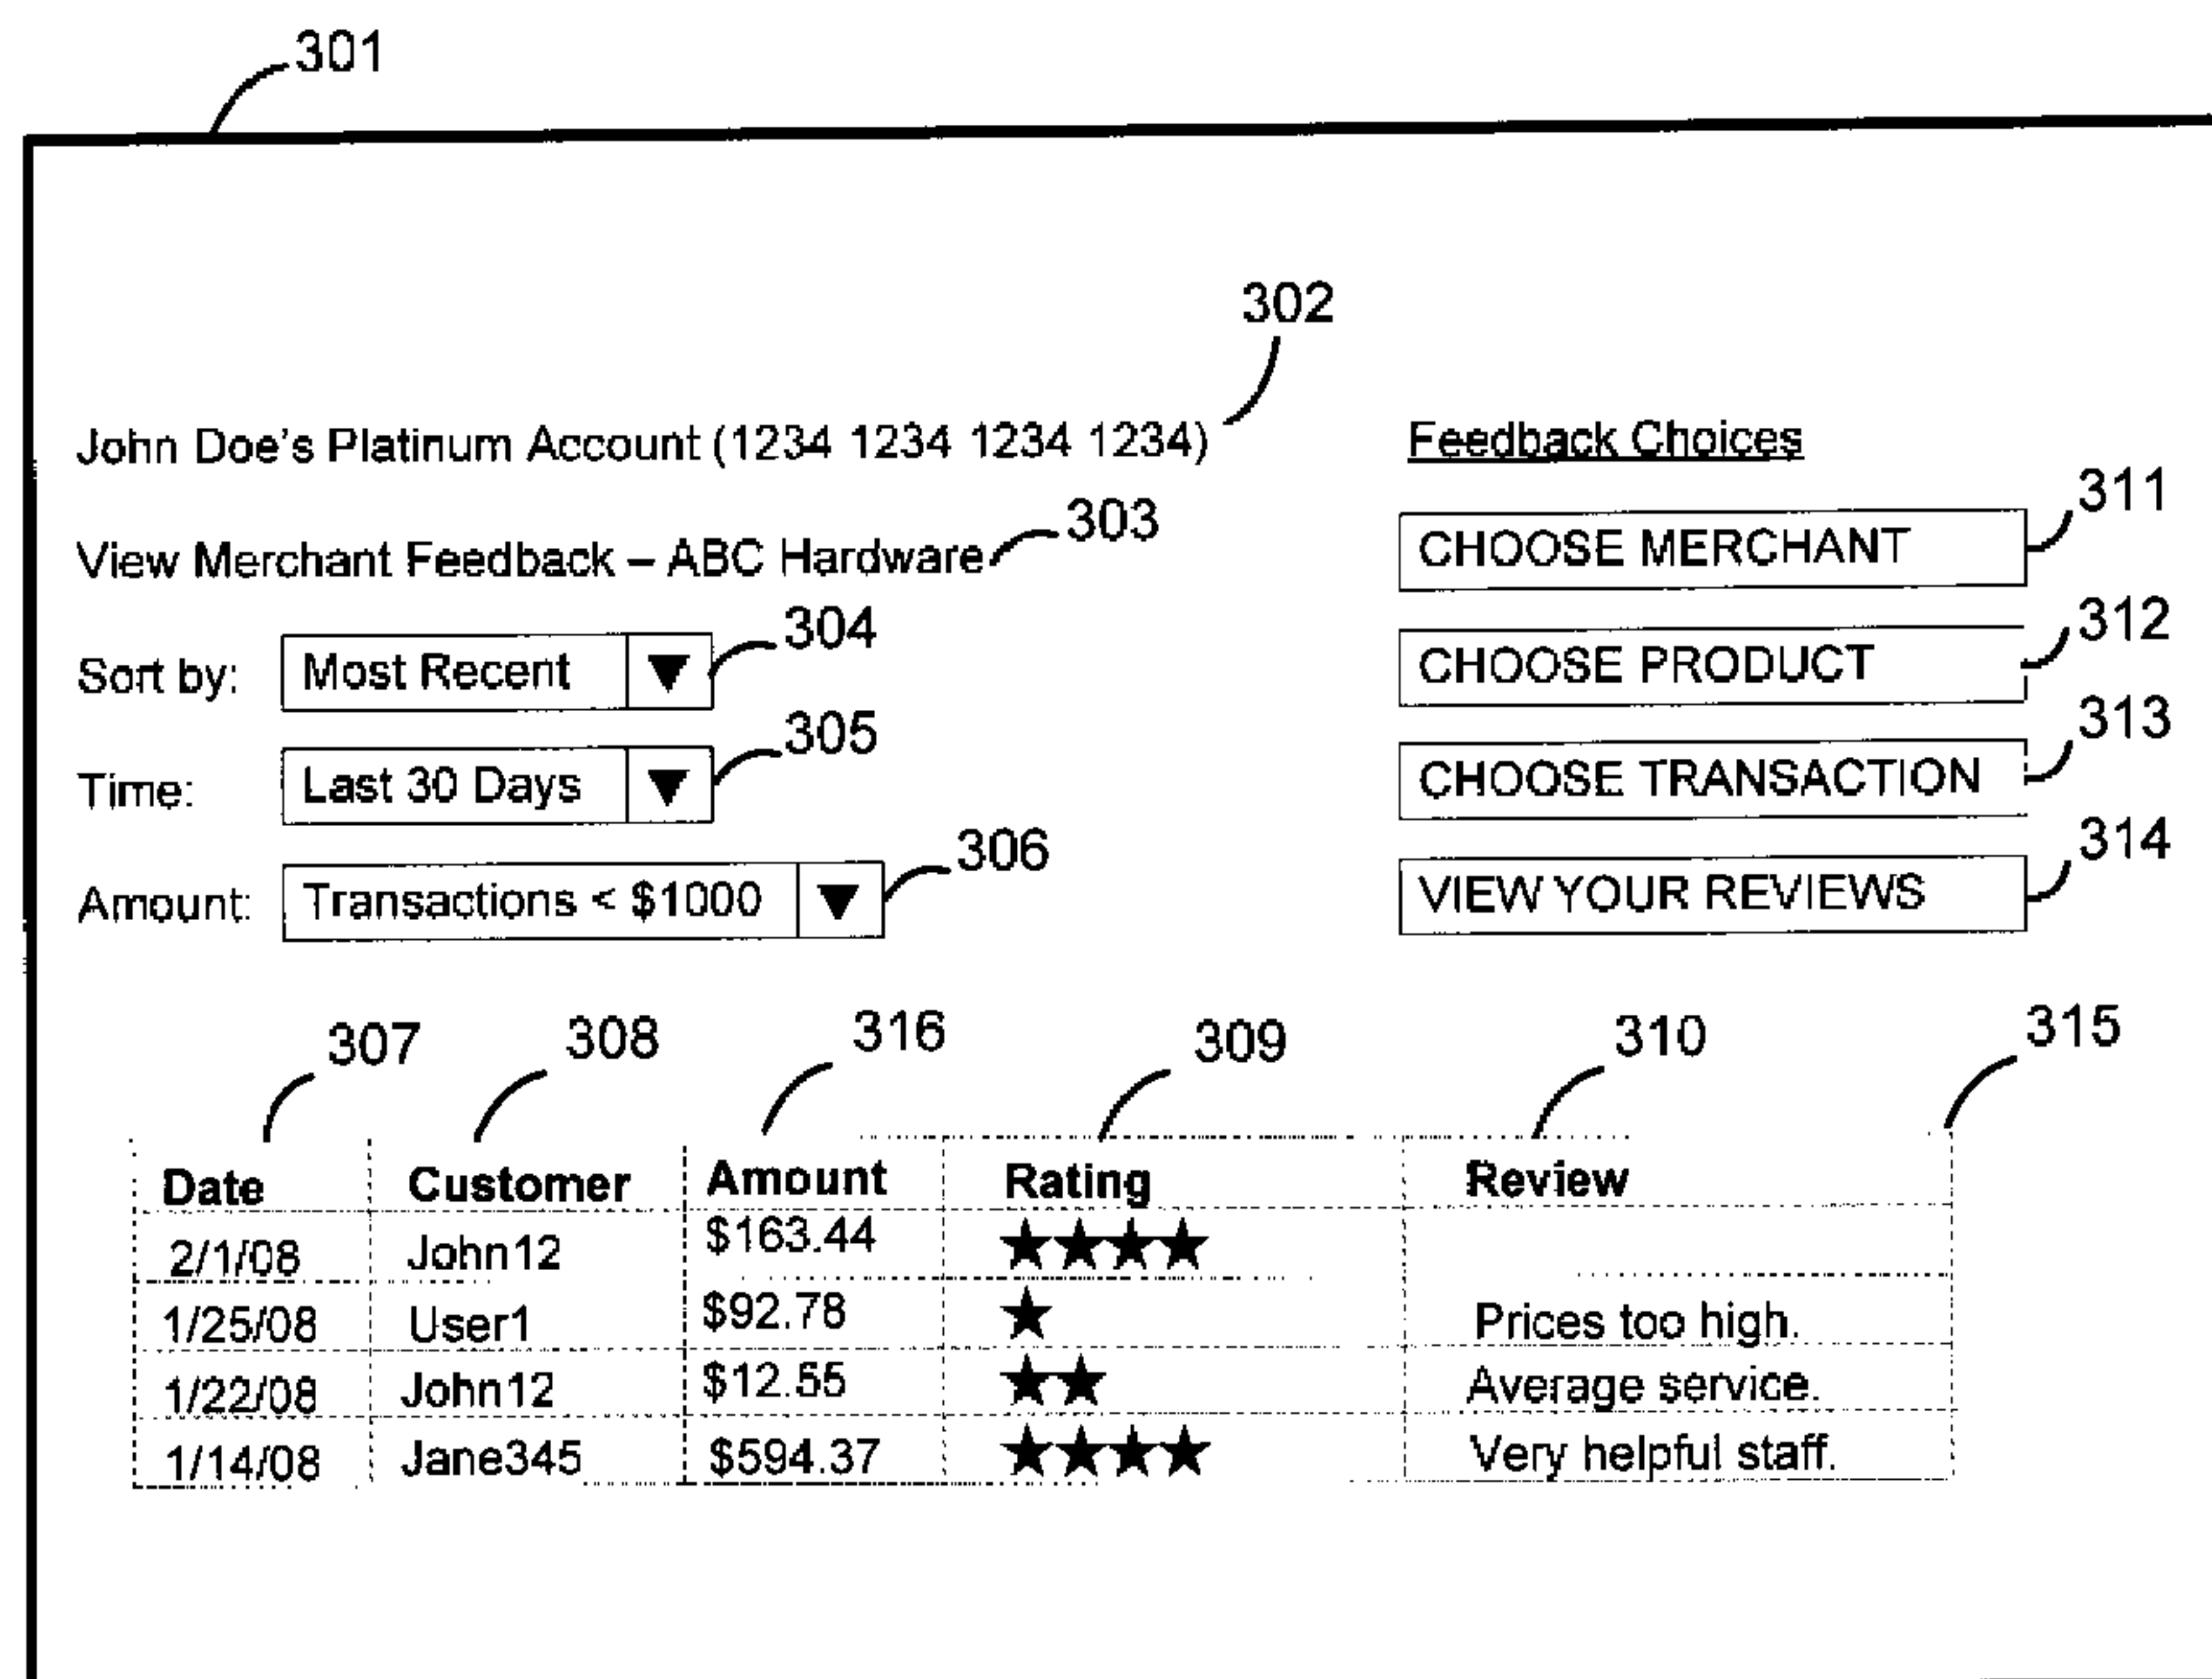 301
302
John Doe's Platinum Account (1234 1234 1234 1234)
Feedback Choices
View Merchant Feedback – ABC Hardware
303
CHOOSE MERCHANT
311
Sort by:
Most Recent
304
CHOOSE PRODUCT
312
Time:
Last 30 Days
305
CHOOSE TRANSACTION
313
Amount:
Transactions < $1000
306
VIEW YOUR REVIEWS
314
307 308 316 309 310 315
Date Customer Amount Rating Review
2/1/08 John12 $163.44 ★★★★
1/25/08 User1 $92.78 ★ Prices too high.
1/22/08 John12 $12.55 ★★ Average service.
1/14/08 Jane345 $594.37 ★★★★ Very helpful staff.